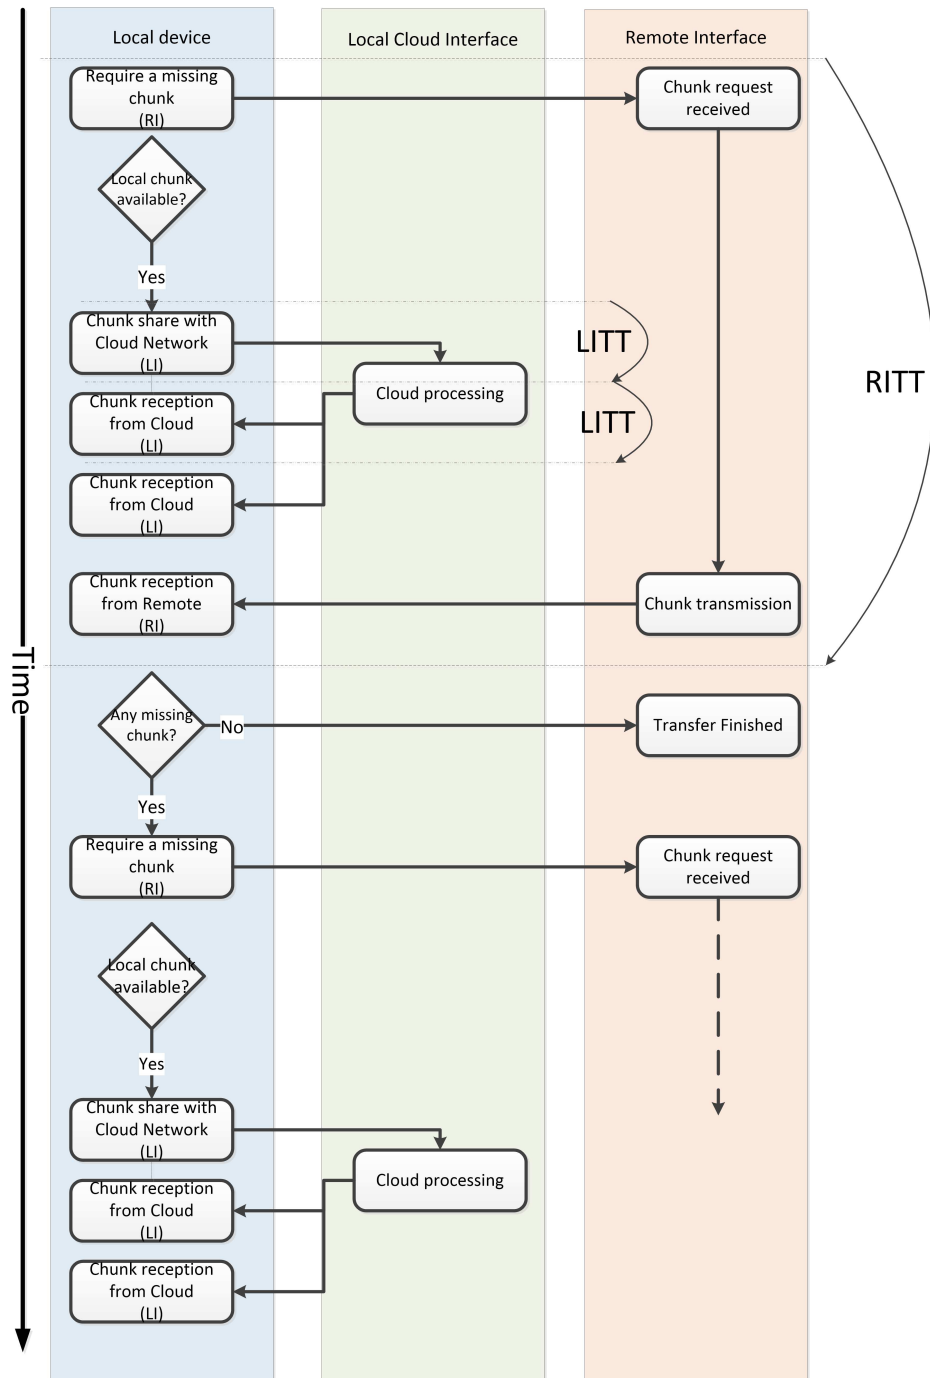 Local device
Local Cloud Interface
Remote Interface
Require a missing
chunk
(RI)
Chunk request
received
Local chunk
available?
Yes
Chunk share with
Cloud Network
(LI)
LITT
Cloud processing
RITT
Chunk reception
from Cloud
(LI)
LITT
Chunk reception
from Cloud
(LI)
Chunk reception
from Remote
(RI)
Chunk transmission
Time
Any missing
chunk?
No
Transfer Finished
Yes
Require a missing
chunk
(RI)
Chunk request
received
Local chunk
available?
Yes
Chunk share with
Cloud Network
(LI)
Cloud processing
Chunk reception
from Cloud
(LI)
Chunk reception
from Cloud
(LI)